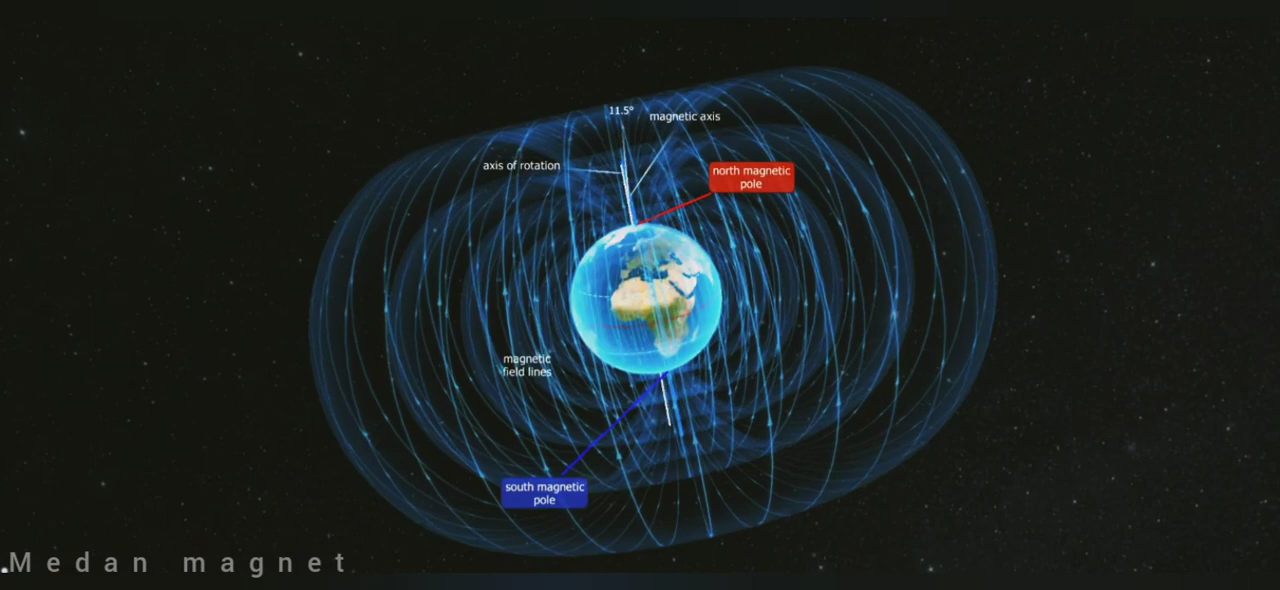 11.5°
magnetic axis
axis of rotation
north magnetic
pole
magnetic
field lines
south magnetic
pole
Medan magnet